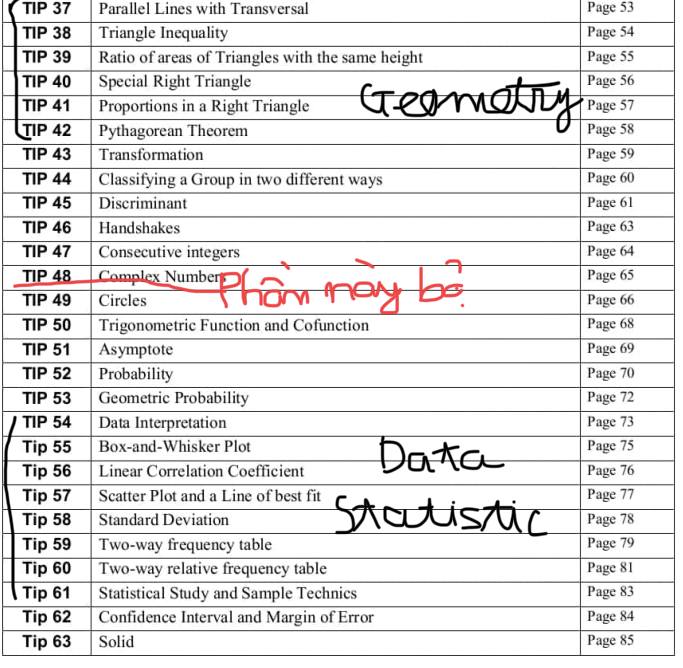 TIP 37 Parallel Lines with Transversal Page 53
TIP 38 Triangle Inequality Page 54
TIP 39 Ratio of areas of Triangles with the same height Page 55
TIP 40 Special Right Triangle Page 56
TIP 41 Proportions in a Right Triangle Geometry Page 57
TIP 42 Pythagorean Theorem Page 58
TIP 43 Transformation Page 59
TIP 44 Classifying a Group in two different ways Page 60
TIP 45 Discriminant Page 61
TIP 46 Handshakes Page 63
TIP 47 Consecutive integers Page 64
TIP 48 Complex Numbers Page 65
Phần này bỏ
TIP 49 Circles Page 66
TIP 50 Trigonometric Function and Cofunction Page 68
TIP 51 Asymptote Page 69
TIP 52 Probability Page 70
TIP 53 Geometric Probability Page 72
TIP 54 Data Interpretation Page 73
Tip 55 Box-and-Whisker Plot Data Page 75
Tip 56 Linear Correlation Coefficient Page 76
Tip 57 Scatter Plot and a Line of best fit Page 77
Tip 58 Standard Deviation Statistic Page 78
Tip 59 Two-way frequency table Page 79
Tip 60 Two-way relative frequency table Page 81
Tip 61 Statistical Study and Sample Technics Page 83
Tip 62 Confidence Interval and Margin of Error Page 84
Tip 63 Solid Page 85